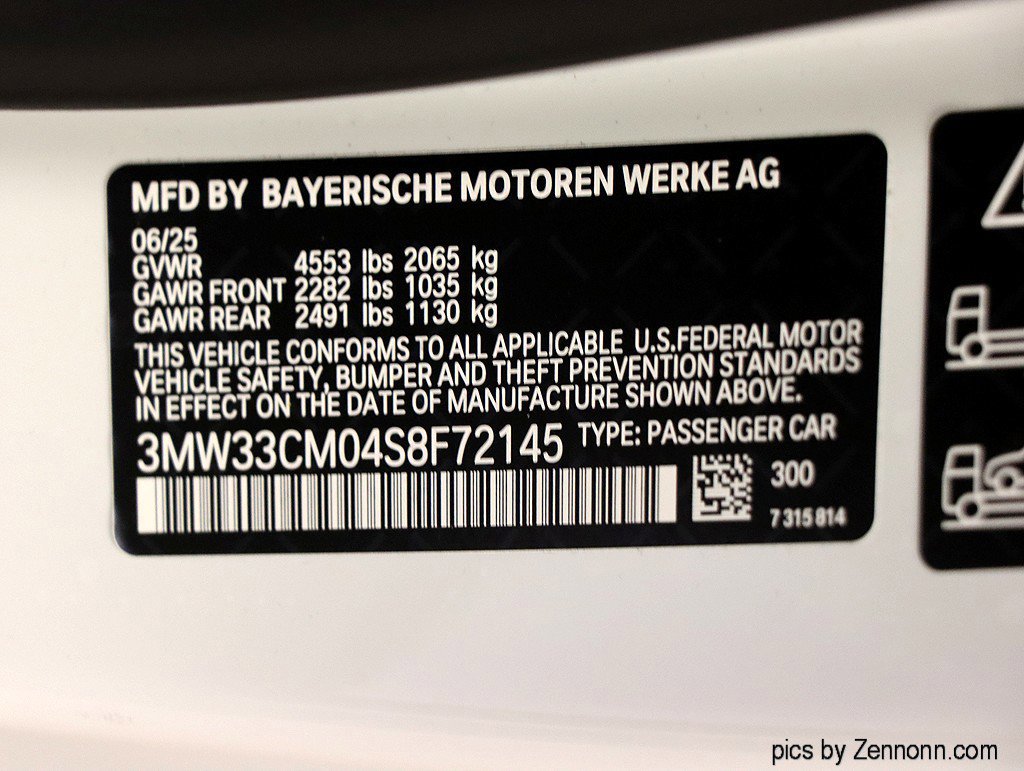 MFD BY BAYERISCHE MOTOREN WERKE AG
06/25
GVWR 4553 lbs 2065 kg
GAWR FRONT 2282 lbs 1035 kg
GAWR REAR 2491 lbs 1130 kg
THIS VEHICLE CONFORMS TO ALL APPLICABLE U.S.FEDERAL MOTOR
VEHICLE SAFETY, BUMPER AND THEFT PREVENTION STANDARDS
IN EFFECT ON THE DATE OF MANUFACTURE SHOWN ABOVE.
3MW33CM04S8F72145 TYPE: PASSENGER CAR
300
7315814
pics by Zennonn.com